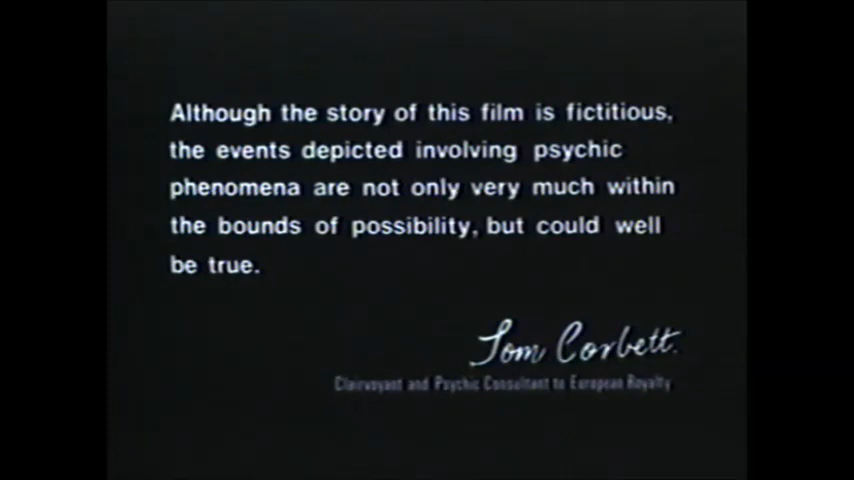 Although the story of this film is fictitious,
the events depicted involving psychic
phenomena are not only very much within
the bounds of possibility, but could well
be true.
Tom Corbett.
Clairvoyant and Psychic Consultant to European Royalty